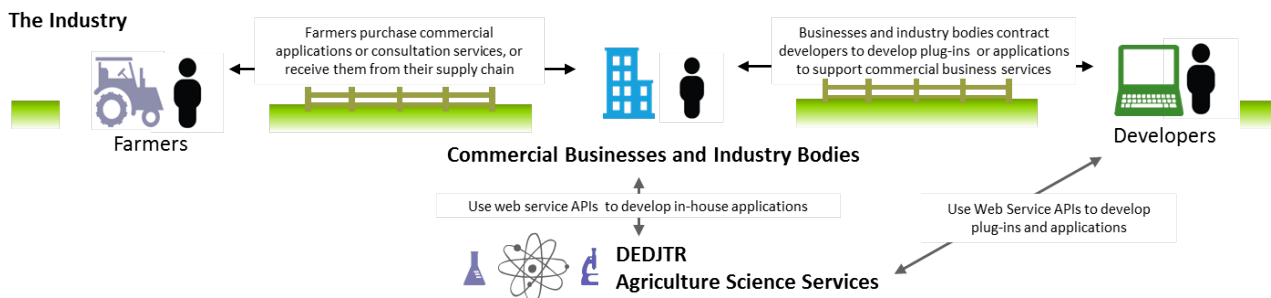 The Industry
Farmers purchase commercial
applications or consultation services, or
receive them from their supply chain
Businesses and industry bodies contract
developers to develop plug-ins or applications
to support commercial business services
Farmers
Commercial Businesses and Industry Bodies
Developers
Use web service APIs to develop in-house applications
Use Web Service APIs to develop
plug-ins and applications
DEDJTR
Agriculture Science Services